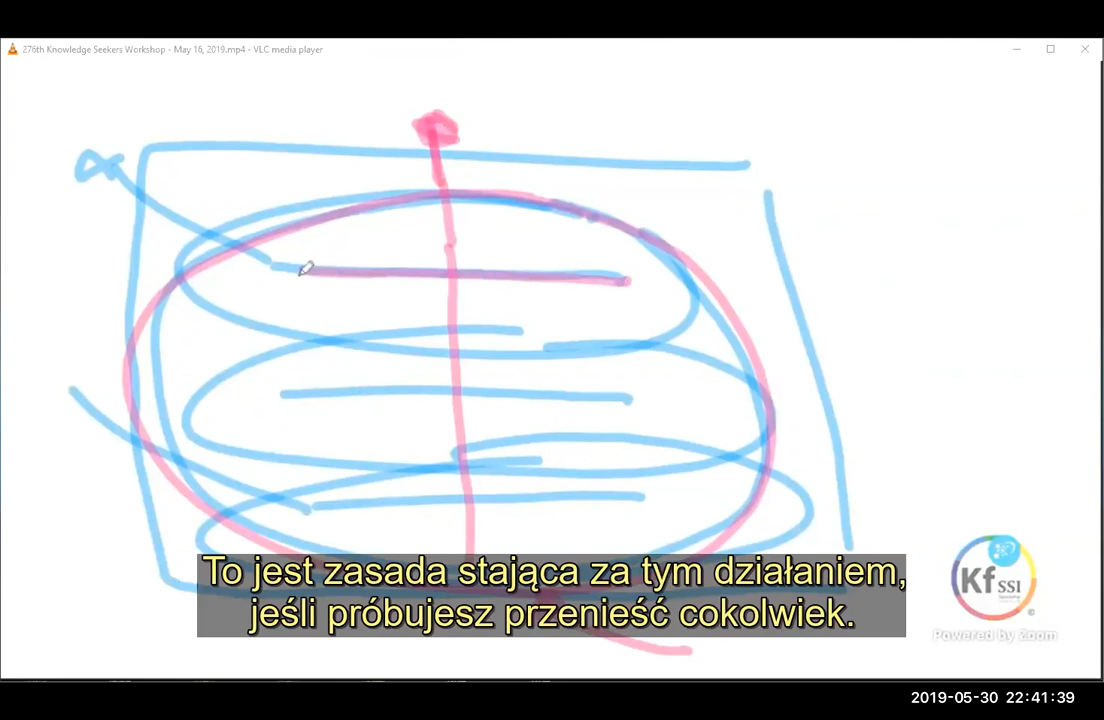 276th Knowledge Seekers Workshop - May 16, 2019.mp4 - VLC media player
To jest zasada stająca za tym działaniem,
jeśli próbujesz przenieść cokolwiek.
Kf SSI
©
Powered by Zoom
2019-05-30 22:41:39